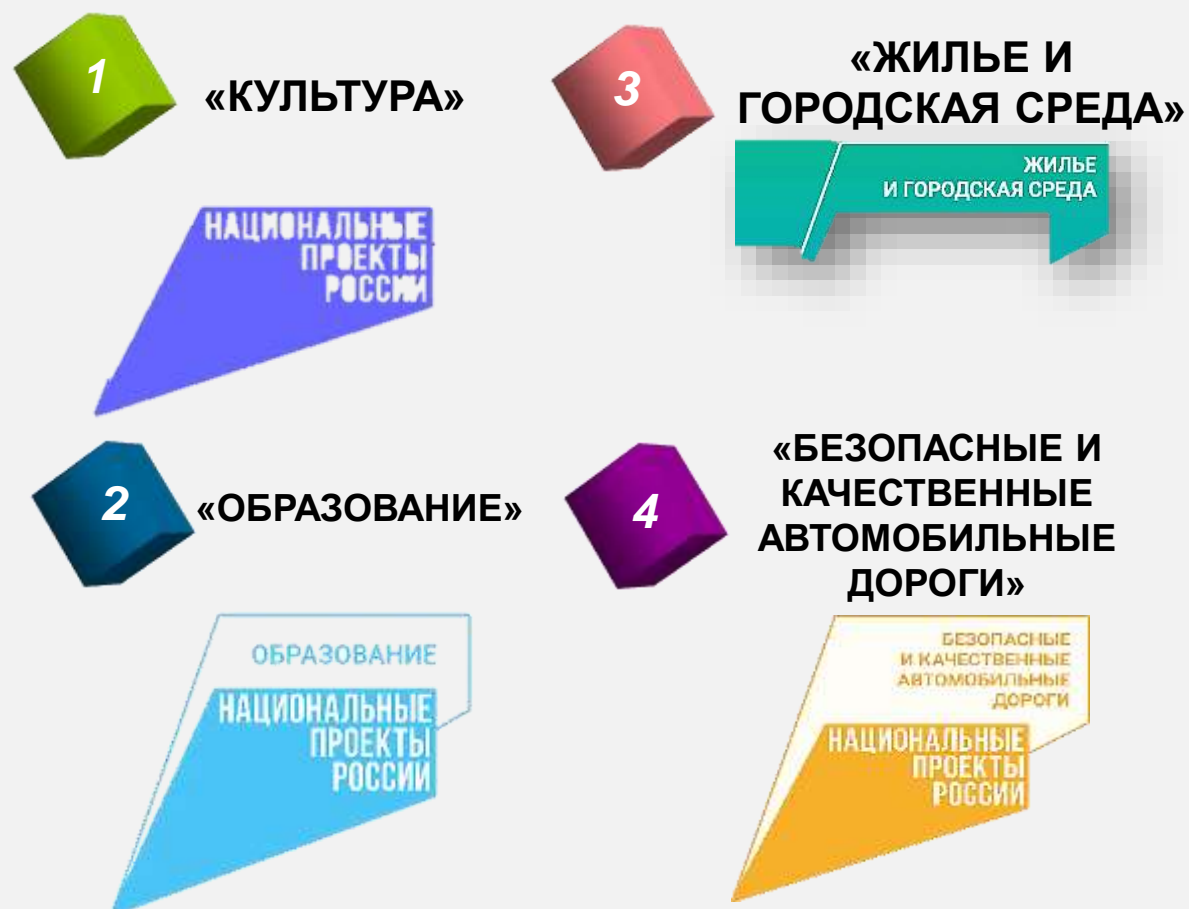 1
«КУЛЬТУРА»
НАЦИОНАЛЬНЫЕ
ПРОЕКТЫ
РОССИИ
2
«ОБРАЗОВАНИЕ»
ОБРАЗОВАНИЕ
НАЦИОНАЛЬНЫЕ
ПРОЕКТЫ
РОССИИ
3
«ЖИЛЬЕ И
ГОРОДСКАЯ СРЕДА»
ЖИЛЬЕ
И ГОРОДСКАЯ СРЕДА
4
«БЕЗОПАСНЫЕ И
КАЧЕСТВЕННЫЕ
АВТОМОБИЛЬНЫЕ
ДОРОГИ»
БЕЗОПАСНЫЕ
И КАЧЕСТВЕННЫЕ
АВТОМОБИЛЬНЫЕ
ДОРОГИ
НАЦИОНАЛЬНЫЕ
ПРОЕКТЫ
РОССИИ